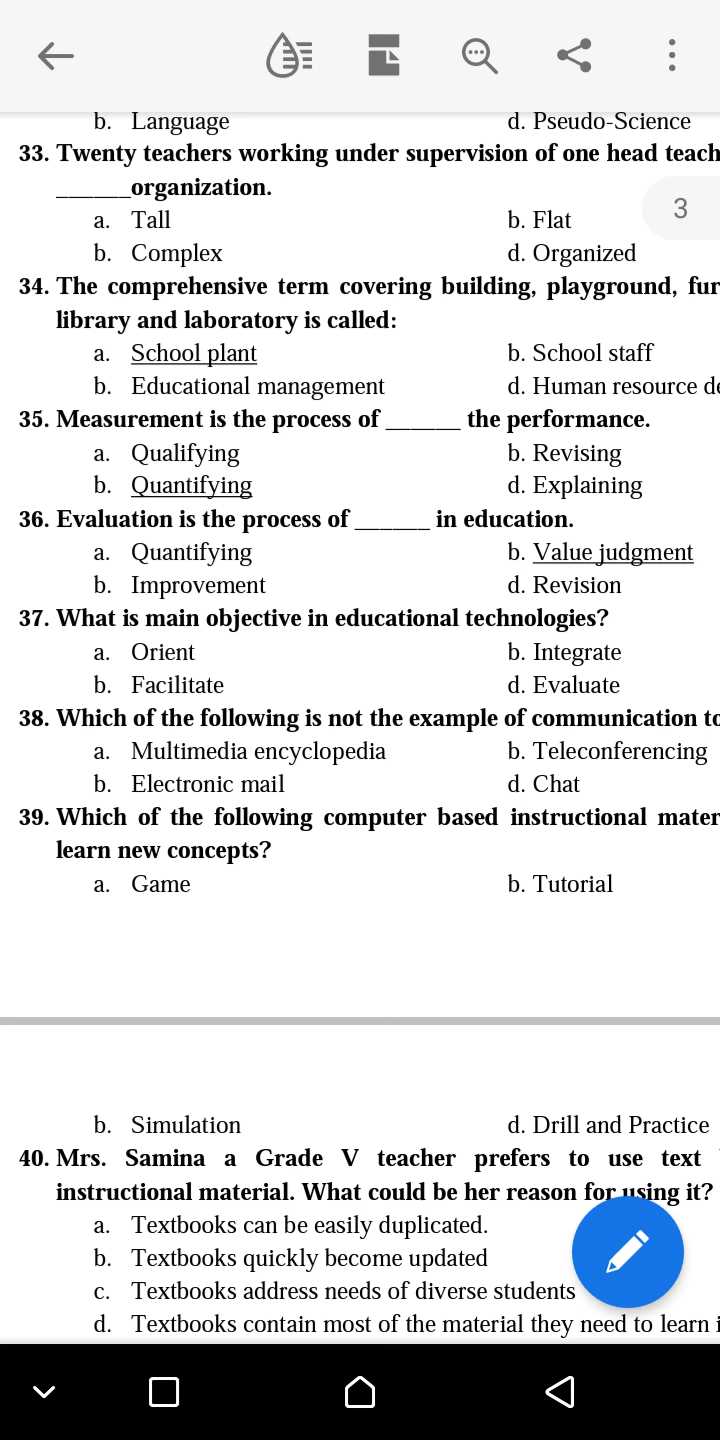 b. Language d. Pseudo-Science
33. Twenty teachers working under supervision of one head teach
______organization.
3
a. Tall b. Flat
b. Complex d. Organized
34. The comprehensive term covering building, playground, fur
library and laboratory is called:
a. School plant b. School staff
b. Educational management d. Human resource de
35. Measurement is the process of ______ the performance.
a. Qualifying b. Revising
b. Quantifying d. Explaining
36. Evaluation is the process of ______ in education.
a. Quantifying b. Value judgment
b. Improvement d. Revision
37. What is main objective in educational technologies?
a. Orient b. Integrate
b. Facilitate d. Evaluate
38. Which of the following is not the example of communication to
a. Multimedia encyclopedia b. Teleconferencing
b. Electronic mail d. Chat
39. Which of the following computer based instructional mater
learn new concepts?
a. Game b. Tutorial
b. Simulation d. Drill and Practice
40. Mrs. Samina a Grade V teacher prefers to use text
instructional material. What could be her reason for using it?
a. Textbooks can be easily duplicated.
b. Textbooks quickly become updated
c. Textbooks address needs of diverse students
d. Textbooks contain most of the material they need to learn i